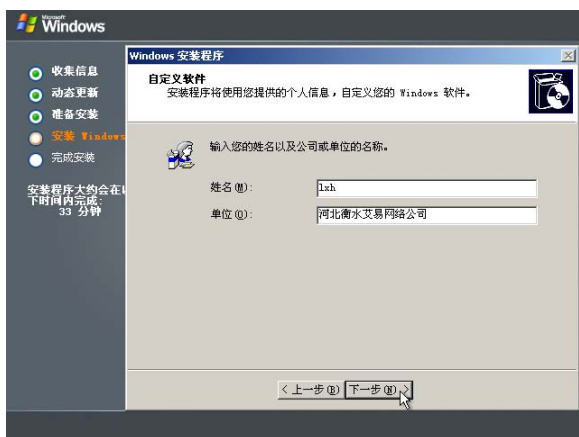 Microsoft
Windows
收集信息
动态更新
准备安装
安装 Windows
完成安装
安装程序大约会在以
下时间内完成:
33 分钟
Windows 安装程序
自定义软件
安装程序将使用您提供的个人信息，自定义您的 Windows 软件。
输入您的姓名以及公司或单位的名称。
姓名(M):
lxh
单位(O):
河北衡水艾易网络公司
< 上一步(B)
下一步(N) >